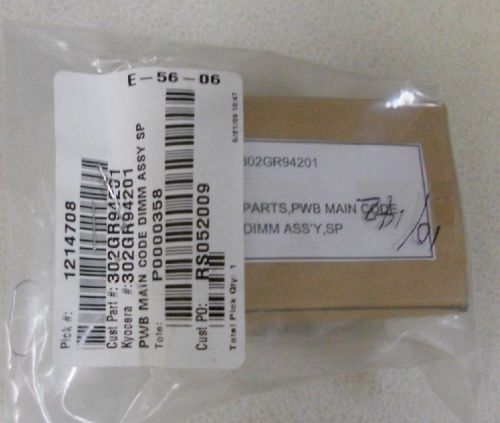 E-56-06
Pick #: 1214708
Cust Part #: 302GR94201
Kyocera #: 302GR94201
PWB MAIN CODE DIMM ASSY SP
Tote: P0000358
Cust PO: RS052009
Total Pick Qty: 1
302GR94201
PARTS,PWB MAIN CODE
DIMM ASS'Y,SP